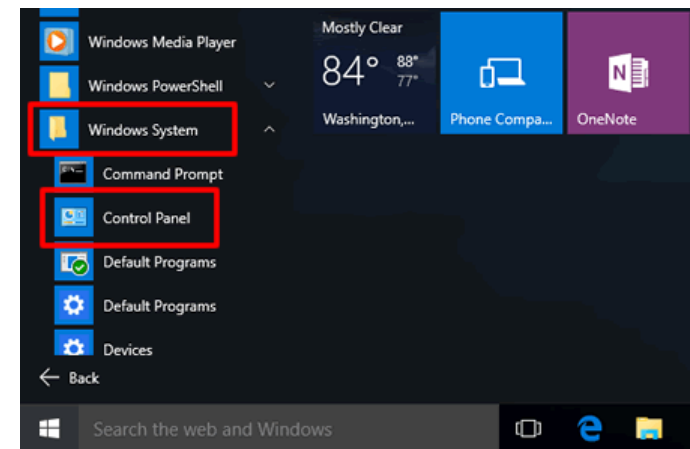 Windows Media Player
Windows PowerShell
Windows System
Command Prompt
Control Panel
Default Programs
Default Programs
Devices
Back
Mostly Clear
84° 88°
77°
Washington,...
Phone Compa...
OneNote
N
Search the web and Windows